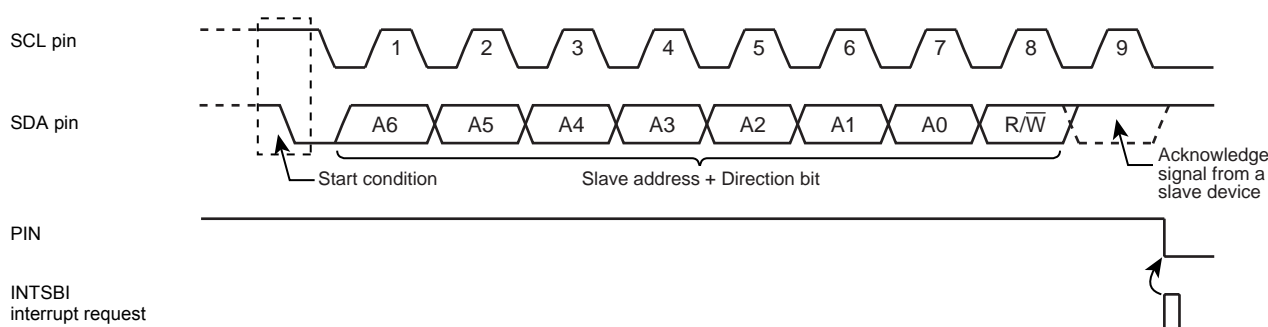 SCL pin
1 2 3 4 5 6 7 8 9
SDA pin
A6 A5 A4 A3 A2 A1 A0 R/W̅
Start condition
Slave address + Direction bit
Acknowledge
signal from a
slave device
PIN
INTSBI
interrupt request